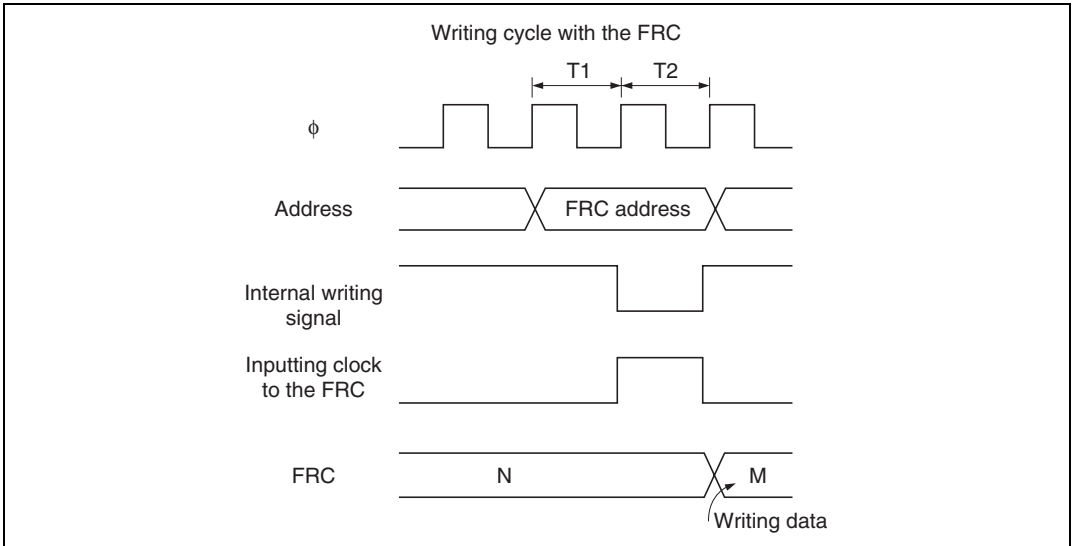 Writing cycle with the FRC
T1
T2
ϕ
Address
FRC address
Internal writing
signal
Inputting clock
to the FRC
FRC
N
M
Writing data